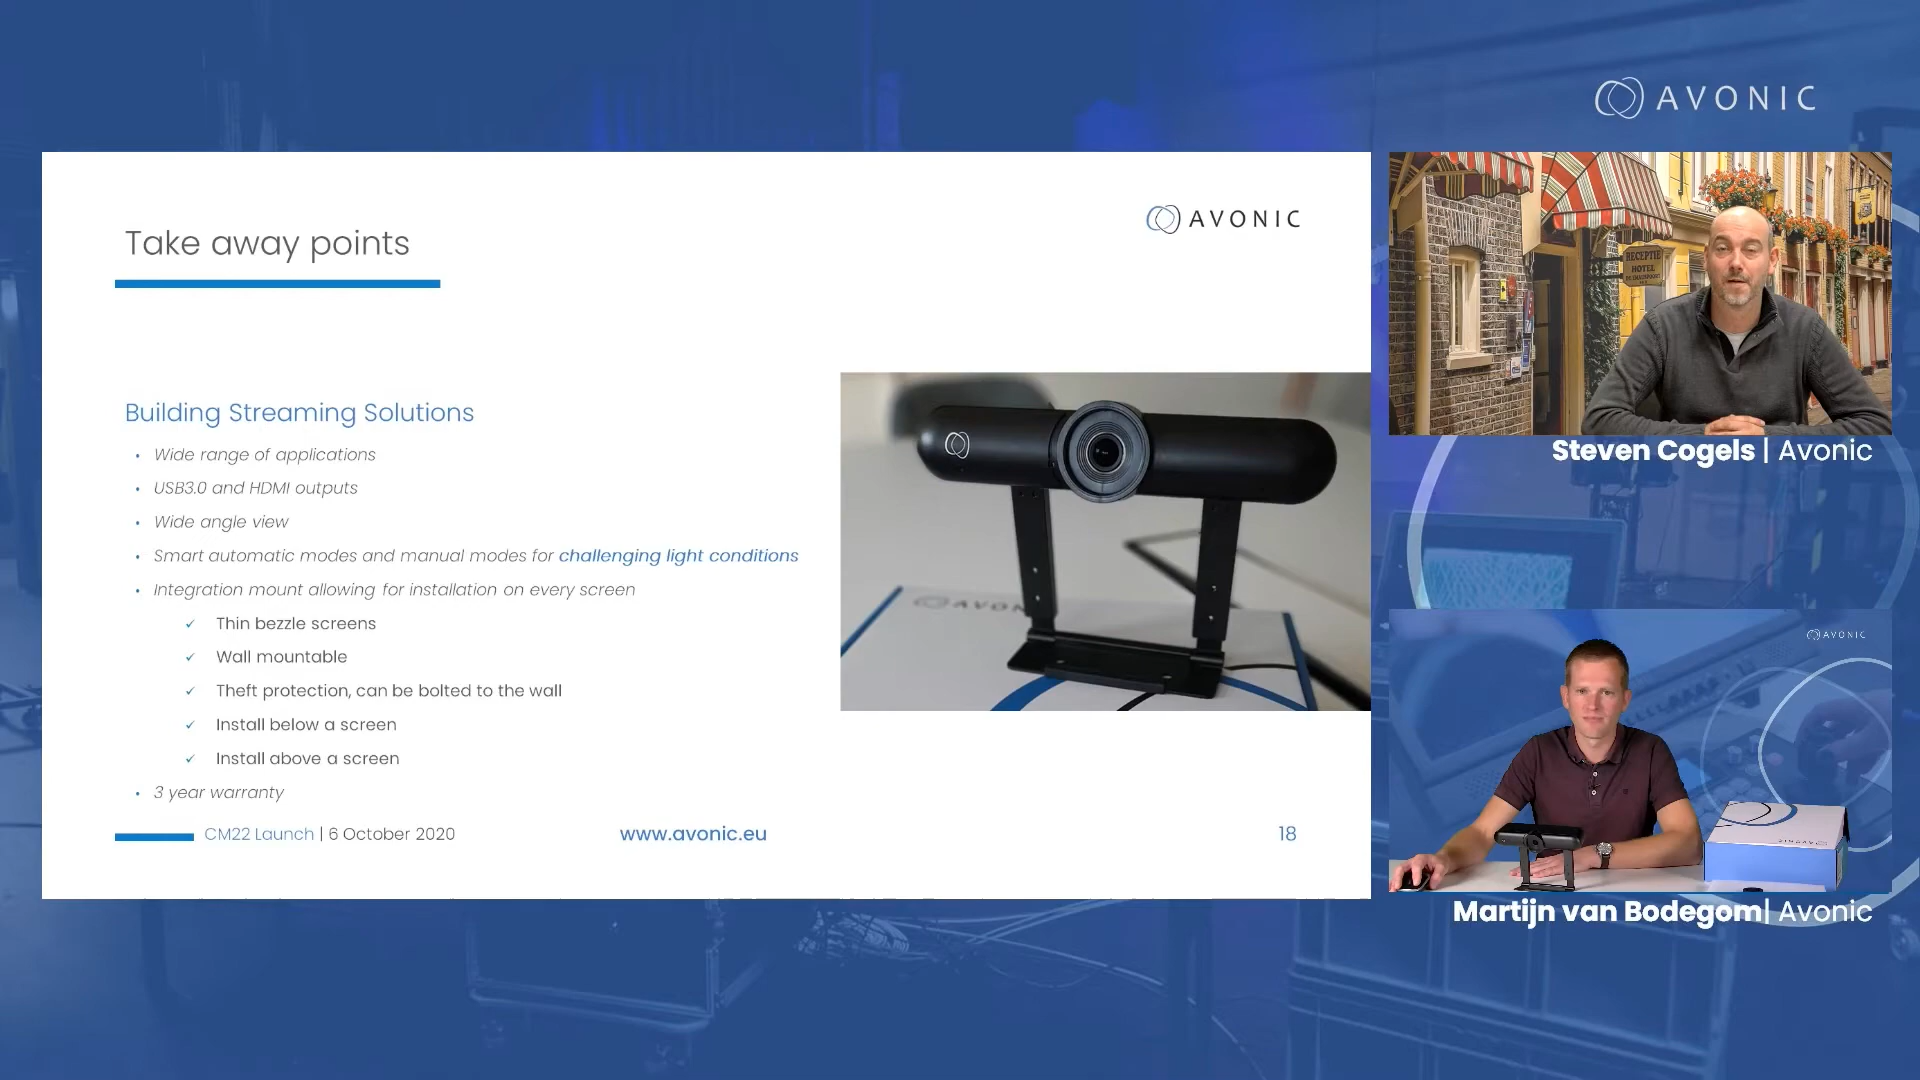 AVONIC
AVONIC
Take away points
Building Streaming Solutions
• Wide range of applications
• USB3.0 and HDMI outputs
• Wide angle view
• Smart automatic modes and manual modes for challenging light conditions
• Integration mount allowing for installation on every screen
✓ Thin bezzle screens
✓ Wall mountable
✓ Theft protection, can be bolted to the wall
✓ Install below a screen
✓ Install above a screen
• 3 year warranty
CM22 Launch | 6 October 2020
www.avonic.eu
18
AVONIC
RECEPTIE
HOTEL
Steven Cogels | Avonic
AVONIC
AVONIC
Martijn van Bodegom| Avonic